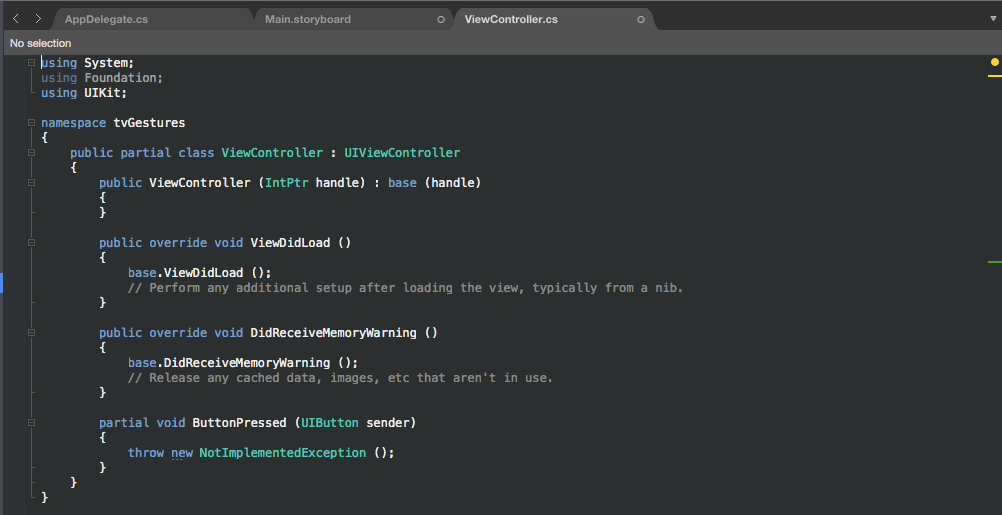 AppDelegate.cs
Main.storyboard
ViewController.cs
No selection
using System;
using Foundation;
using UIKit;
namespace tvGestures
{
public partial class ViewController : UIViewController
{
public ViewController (IntPtr handle) : base (handle)
{
}
public override void ViewDidLoad ()
{
base.ViewDidLoad ();
// Perform any additional setup after loading the view, typically from a nib.
}
public override void DidReceiveMemoryWarning ()
{
base.DidReceiveMemoryWarning ();
// Release any cached data, images, etc that aren't in use.
}
partial void ButtonPressed (UIButton sender)
{
throw new NotImplementedException ();
}
}
}